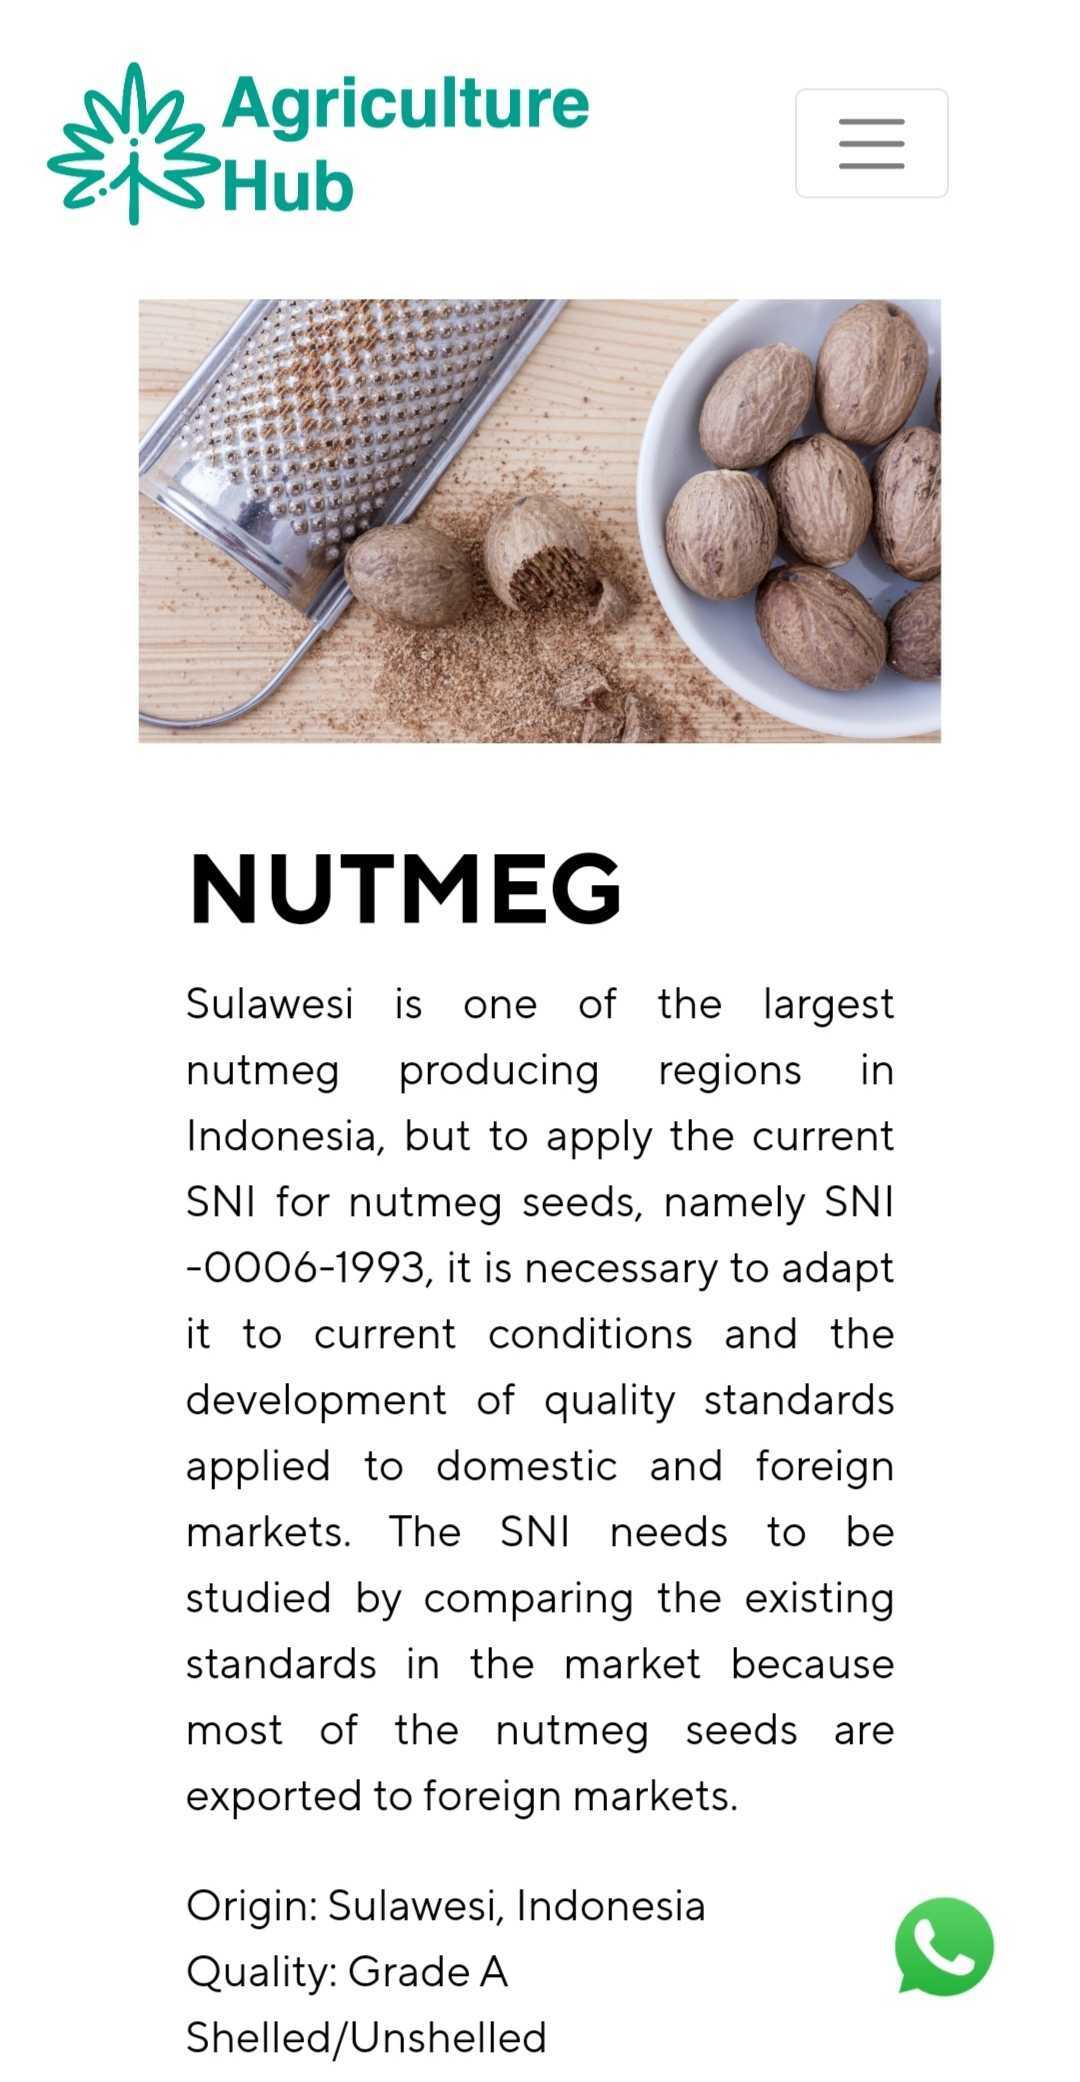 Agriculture
Hub
NUTMEG
Sulawesi is one of the largest
nutmeg producing regions in
Indonesia, but to apply the current
SNI for nutmeg seeds, namely SNI
-0006-1993, it is necessary to adapt
it to current conditions and the
development of quality standards
applied to domestic and foreign
markets. The SNI needs to be
studied by comparing the existing
standards in the market because
most of the nutmeg seeds are
exported to foreign markets.
Origin: Sulawesi, Indonesia
Quality: Grade A
Shelled/Unshelled